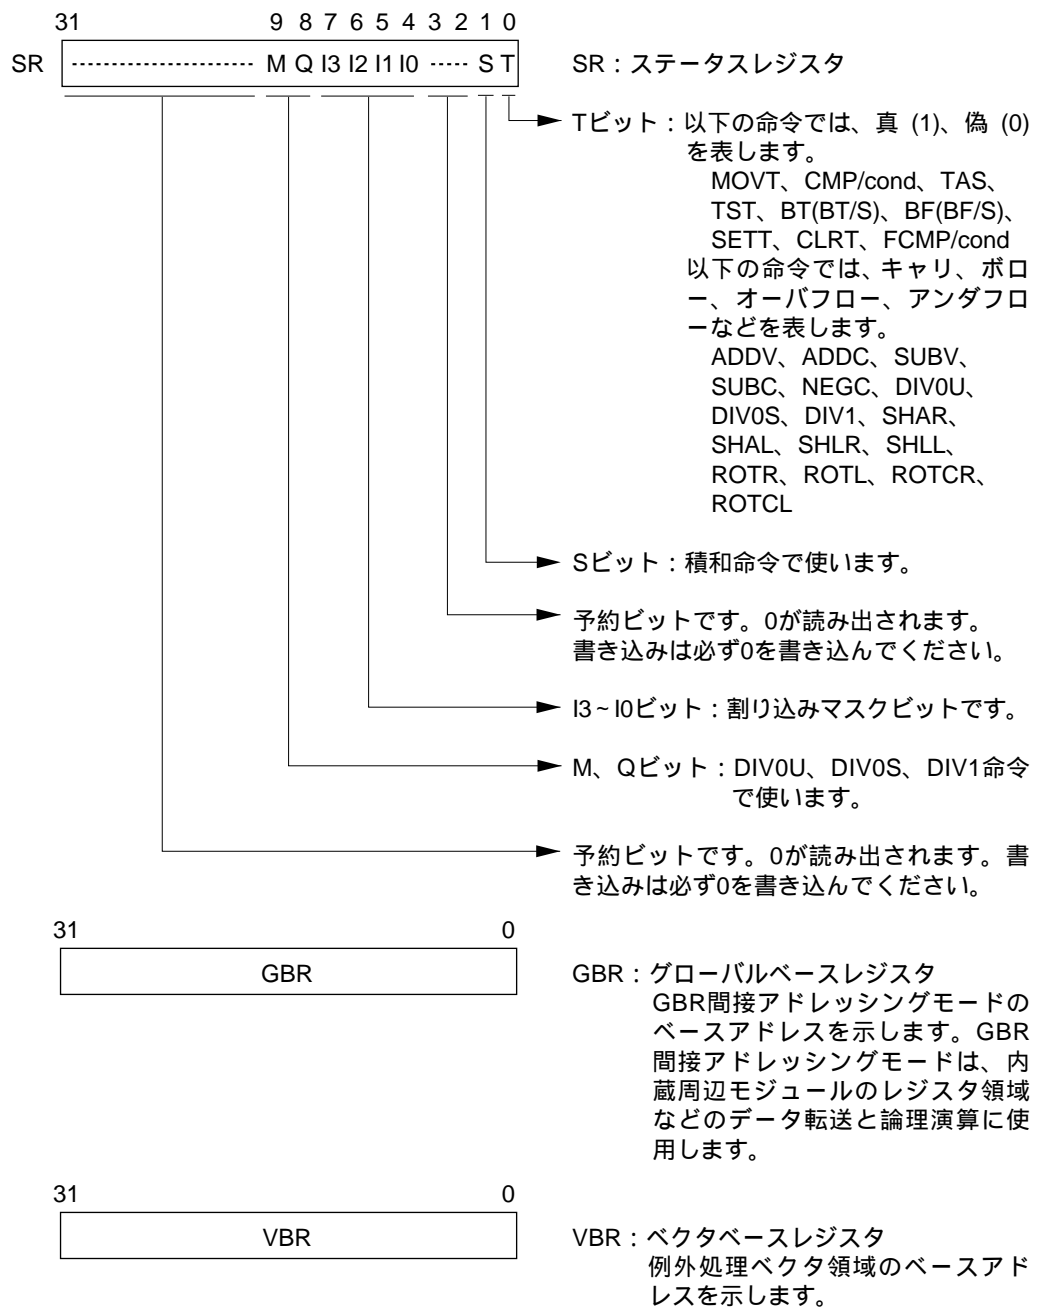 31 9 8 7 6 5 4 3 2 1 0
SR M Q I3 I2 I1 I0 S T SR：ステータスレジスタ
Tビット：以下の命令では、真 (1)、偽 (0)
を表します。
MOVT、CMP/cond、TAS、
TST、BT(BT/S)、BF(BF/S)、
SETT、CLRT、FCMP/cond
以下の命令では、キャリ、ボロ
ー、オーバフロー、アンダフロ
ーなどを表します。
ADDV、ADDC、SUBV、
SUBC、NEGC、DIV0U、
DIV0S、DIV1、SHAR、
SHAL、SHLR、SHLL、
ROTR、ROTL、ROTCR、
ROTCL
Sビット：積和命令で使います。
予約ビットです。0が読み出されます。
書き込みは必ず0を書き込んでください。
I3～I0ビット：割り込みマスクビットです。
M、Qビット：DIV0U、DIV0S、DIV1命令
で使います。
予約ビットです。0が読み出されます。書
き込みは必ず0を書き込んでください。
31 0
GBR GBR：グローバルベースレジスタ
GBR間接アドレッシングモードの
ベースアドレスを示します。GBR
間接アドレッシングモードは、内
蔵周辺モジュールのレジスタ領域
などのデータ転送と論理演算に使
用します。
31 0
VBR VBR：ベクタベースレジスタ
例外処理ベクタ領域のベースアド
レスを示します。